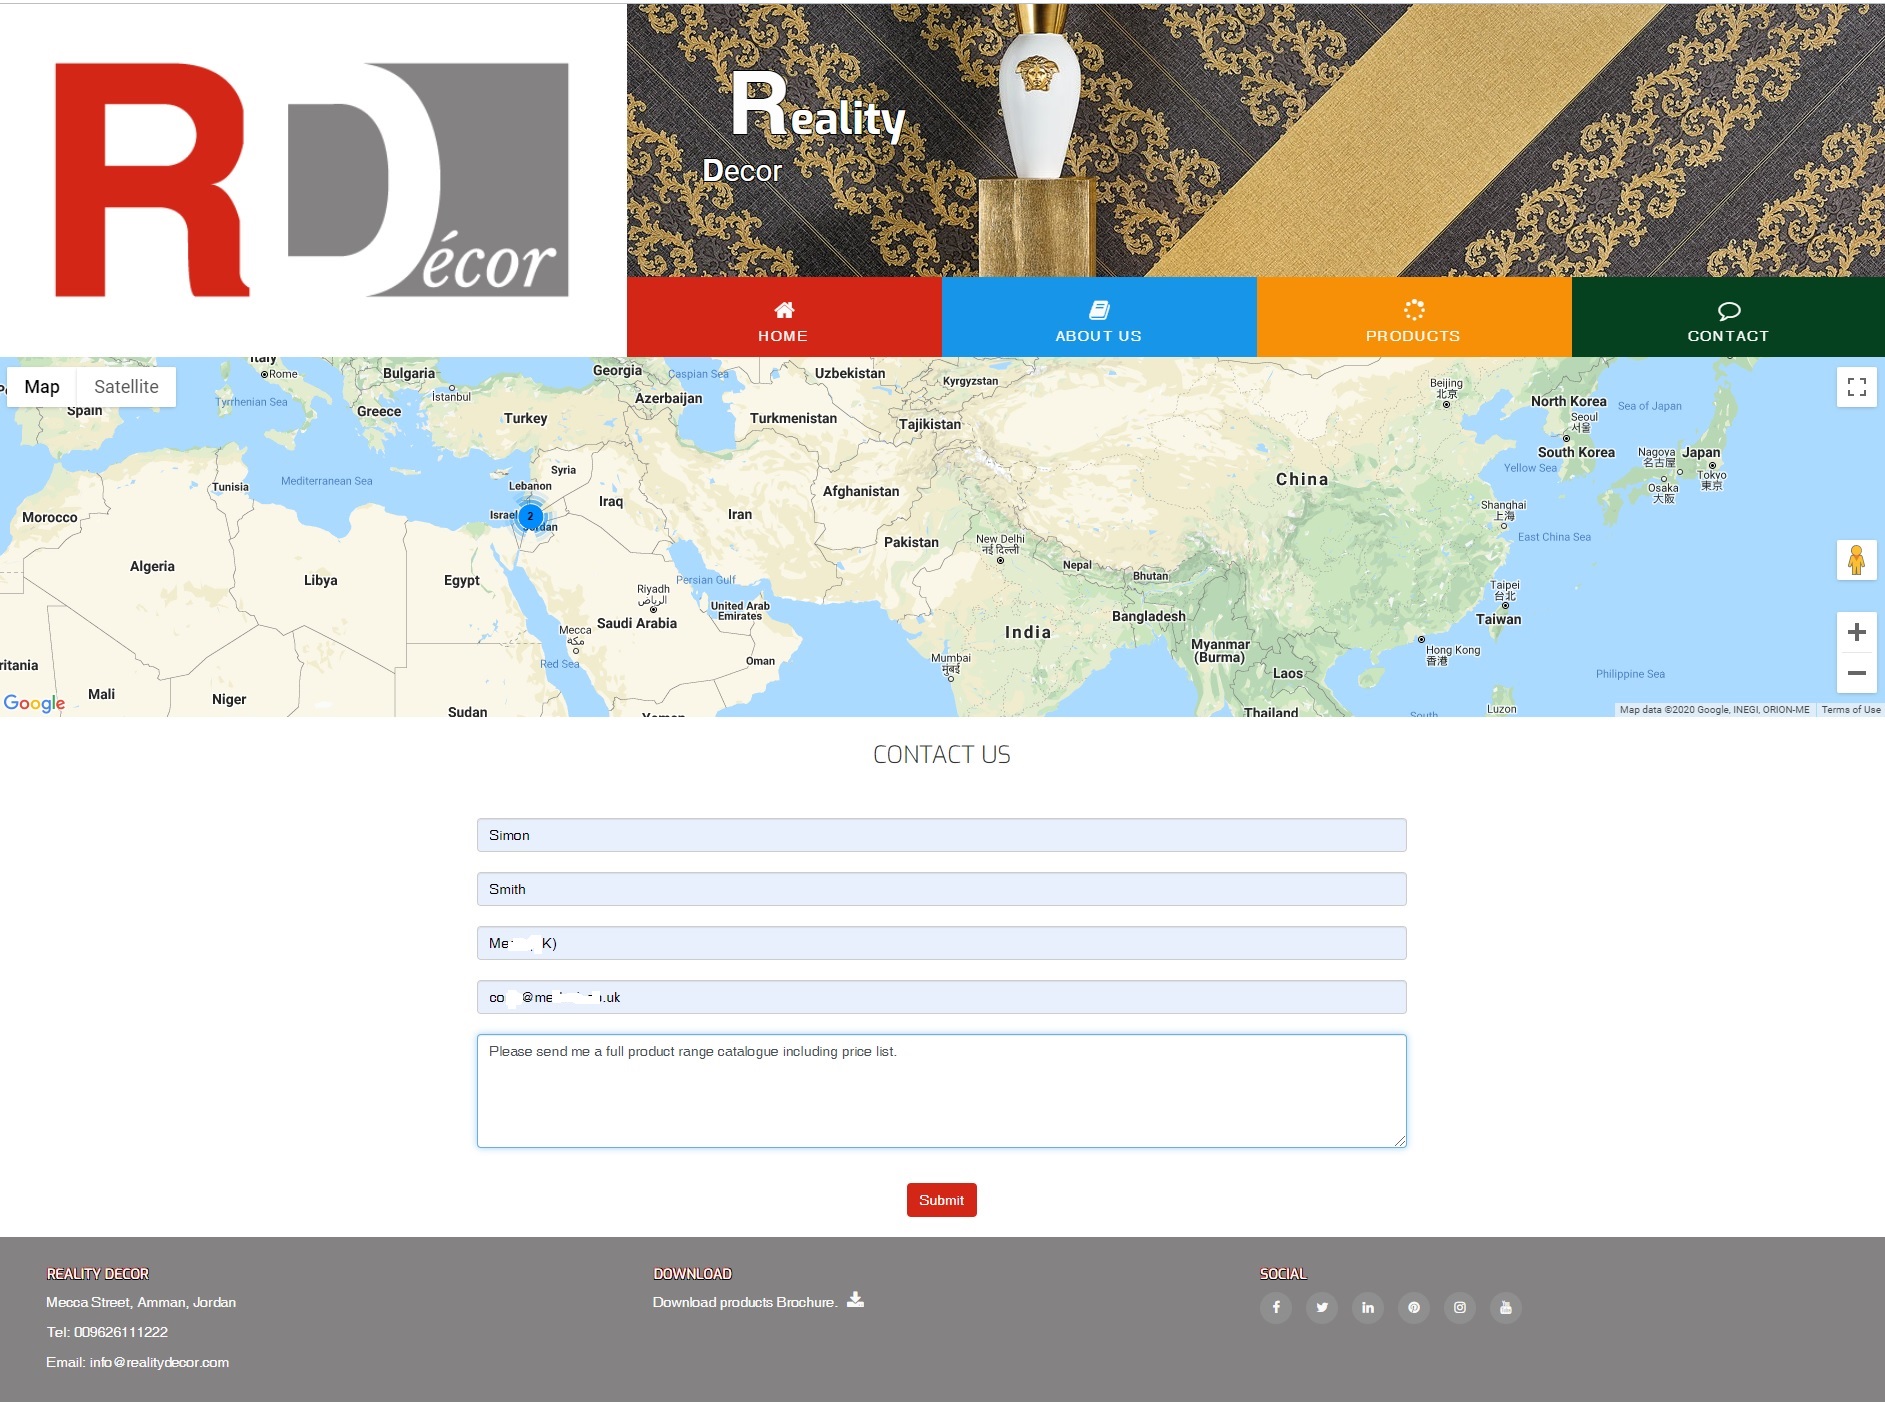 RDécor
Reality
Decor
HOME
ABOUT US
PRODUCTS
CONTACT
Map
Satellite
Italy
Rome
Spain
Tyrrhenian Sea
Bulgaria
İstanbul
Greece
Turkey
Georgia
Caspian Sea
Azerbaijan
Uzbekistan
Kyrgyzstan
Turkmenistan
Tajikistan
Beijing
北京
North Korea
Sea of Japan
Seoul
서울
South Korea
Nagoya
名古屋
Japan
Tokyo
東京
Osaka
大阪
Yellow Sea
Shanghai
上海
East China Sea
China
Syria
Lebanon
Tunisia
Mediterranean Sea
Morocco
Israel
2
Jordan
Iraq
Iran
Afghanistan
Pakistan
New Delhi
नई दिल्ली
Nepal
Bhutan
Algeria
Libya
Egypt
Riyadh
الرياض
Persian Gulf
United Arab
Emirates
Saudi Arabia
Mecca
مكة
Red Sea
Oman
Bangladesh
India
Mumbai
मुंबई
Myanmar
(Burma)
Laos
Taipei
台北
Taiwan
Hong Kong
香港
Philippine Sea
Luzon
South
Thailand
ritania
Mali
Niger
Sudan
Yemen
Google
Map data ©2020 Google, INEGI, ORION-ME
Terms of Use
CONTACT US
Simon
Smith
Me K)
co @me .uk
Please send me a full product range catalogue including price list.
Submit
REALITY DECOR
Mecca Street, Amman, Jordan
Tel: 009626111222
Email: info@realitydecor.com
DOWNLOAD
Download products Brochure.
SOCIAL